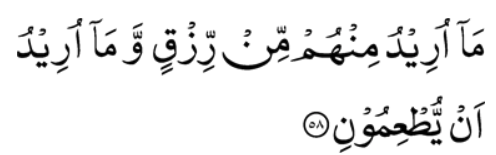 مَاۤ اُرِيْدُ مِنْهُمْ مِّنْ رِّزْقٍ وَّ مَاۤ اُرِيْدُ
اَنْ يُّطْعِمُوْنِ ۝٥٨